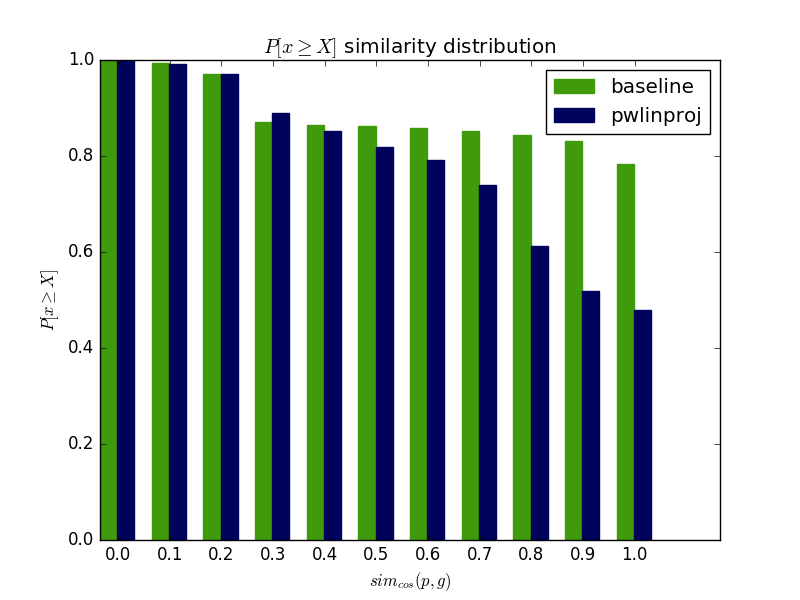 P[x ≥ X] similarity distribution
baseline
pwlinproj
1.0
0.8
0.6
0.4
0.2
0.0
P[x ≥ X]
0.0 0.1 0.2 0.3 0.4 0.5 0.6 0.7 0.8 0.9 1.0
sim_cos(p, g)